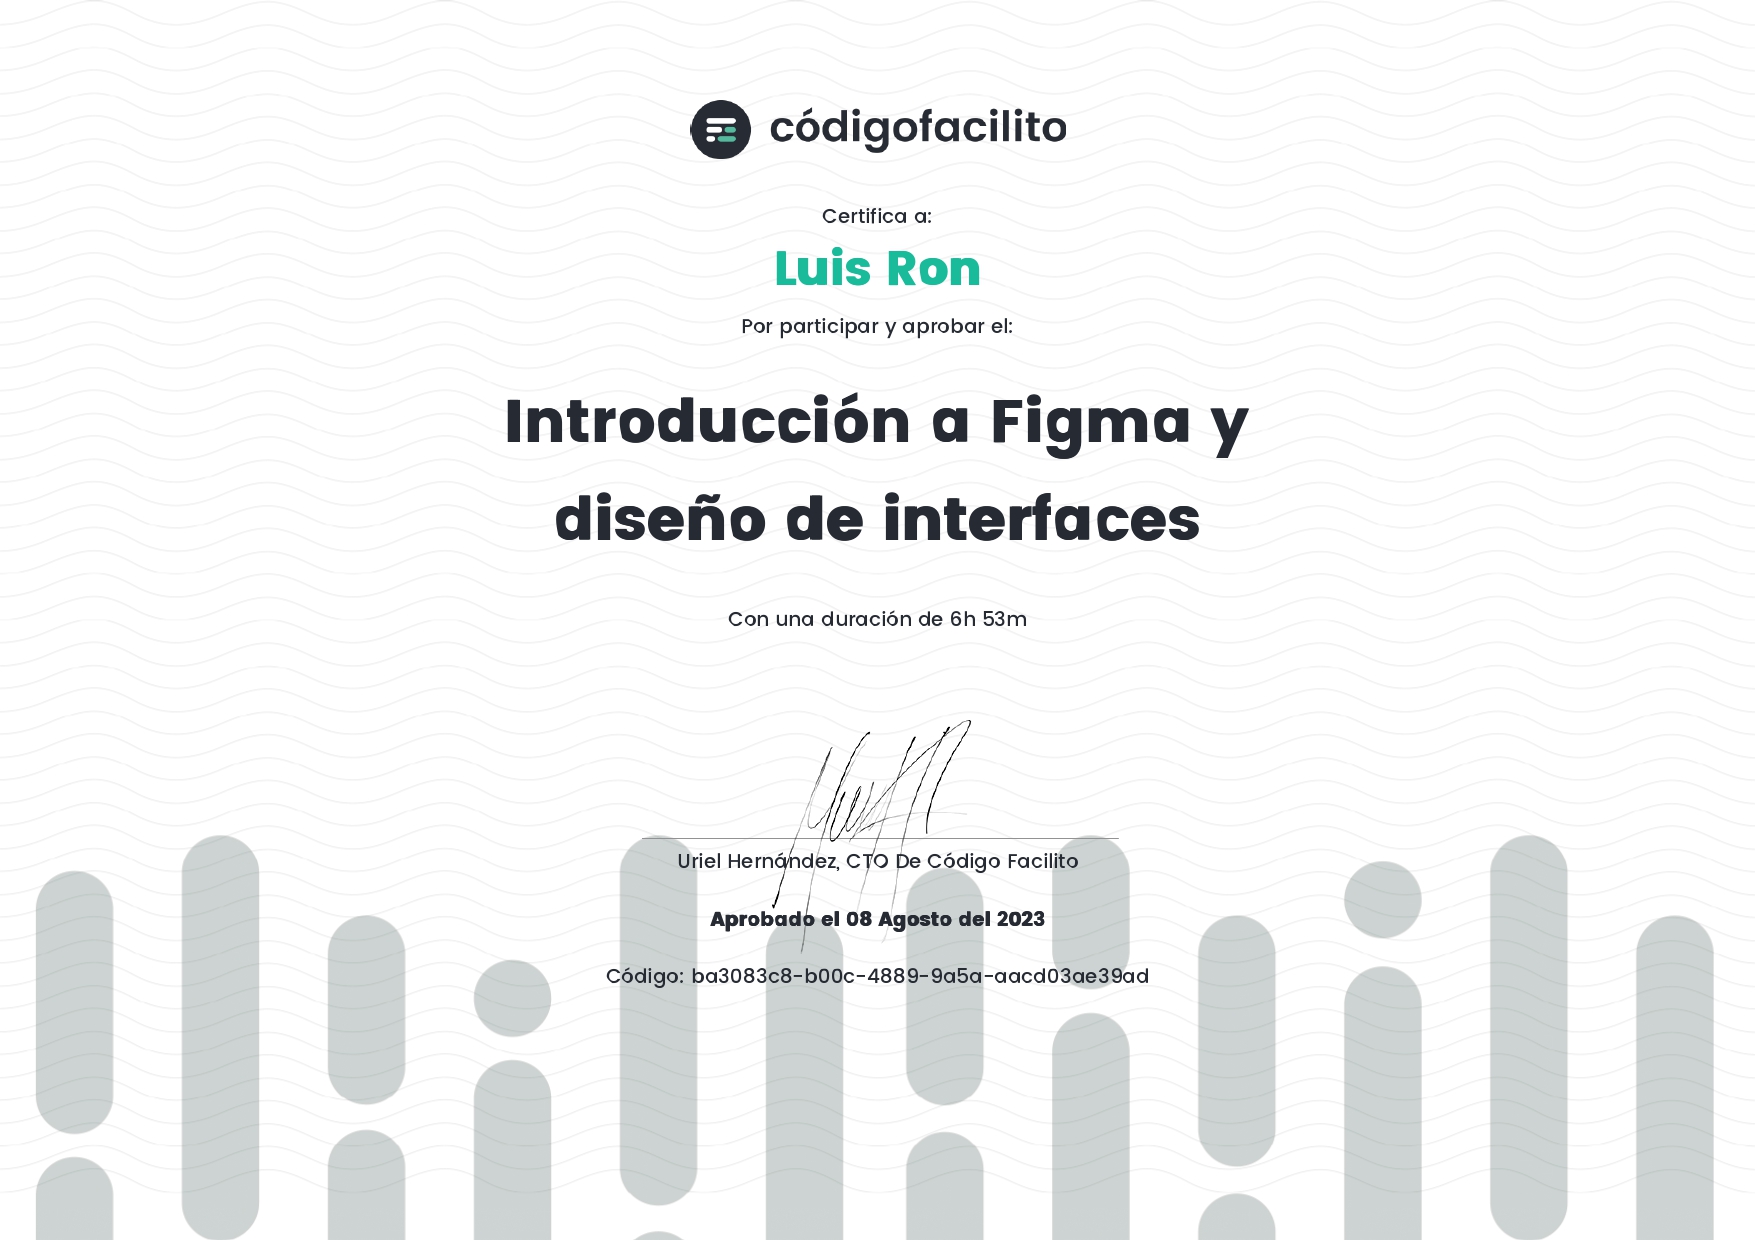 códigofacilito
Certifica a:
Luis Ron
Por participar y aprobar el:
Introducción a Figma y
diseño de interfaces
Con una duración de 6h 53m
Uriel Hernández, CTO De Código Facilito
Aprobado el 08 Agosto del 2023
Código: ba3083c8-b00c-4889-9a5a-aacd03ae39ad